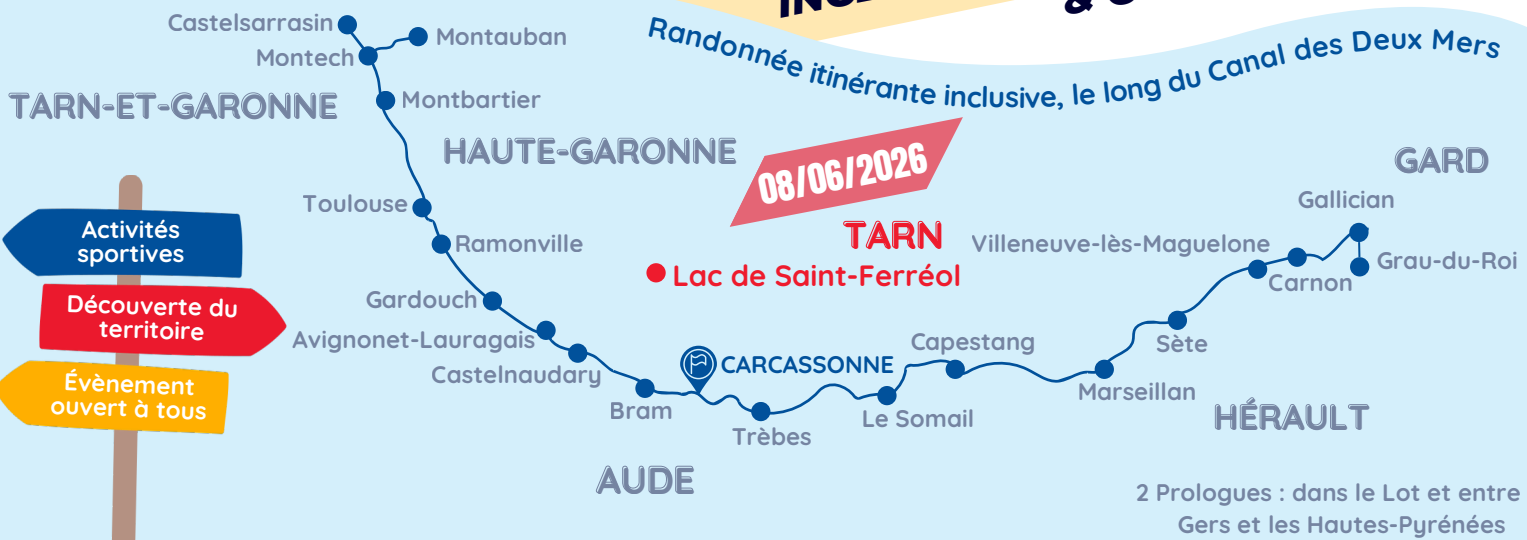 Randonnée itinérante inclusive, le long du Canal des Deux Mers
Castelsarrasin
Montauban
Montech
TARN-ET-GARONNE
Montbartier
HAUTE-GARONNE
08/06/2026
GARD
Gallician
Toulouse
Activités
sportives
Ramonville
TARN
Villeneuve-lès-Maguelone
Grau-du-Roi
Lac de Saint-Ferréol
Carnon
Découverte du
territoire
Gardouch
Avignonet-Lauragais
Capestang
Sète
CARCASSONNE
Castelnaudary
Évènement
ouvert à tous
Marseillan
Bram
Le Somail
HÉRAULT
Trèbes
AUDE
2 Prologues : dans le Lot et entre
Gers et les Hautes-Pyrénées